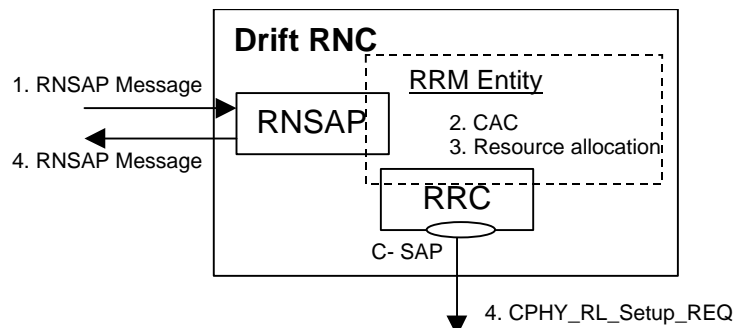 Drift RNC
1. RNSAP Message
RNSAP
4. RNSAP Message
RRM Entity
2. CAC
3. Resource allocation
RRC
C- SAP
4. CPHY_RL_Setup_REQ